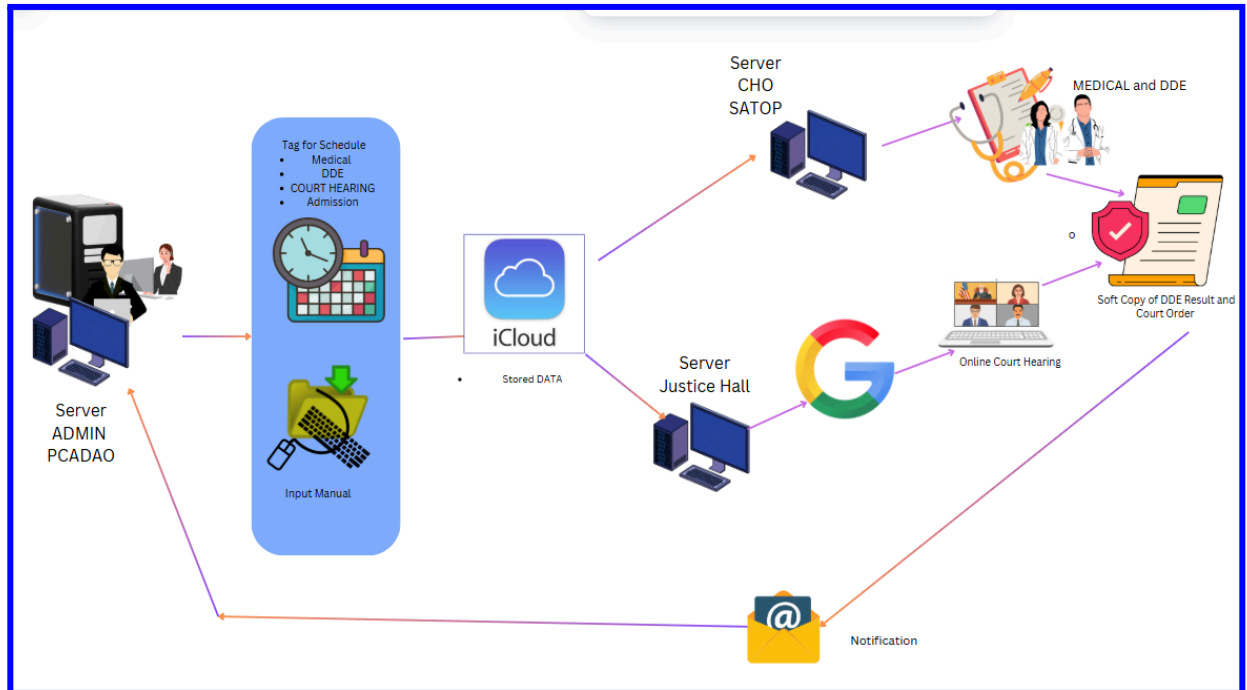 Server
ADMIN
PCADAO
Tag for Schedule
• Medical
• DDE
• COURT HEARING
• Admission
Input Manual
iCloud
• Stored DATA
Server
CHO
SATOP
MEDICAL and DDE
Server
Justice Hall
Online Court Hearing
o
Soft Copy of DDE Result and
Court Order
@
Notification